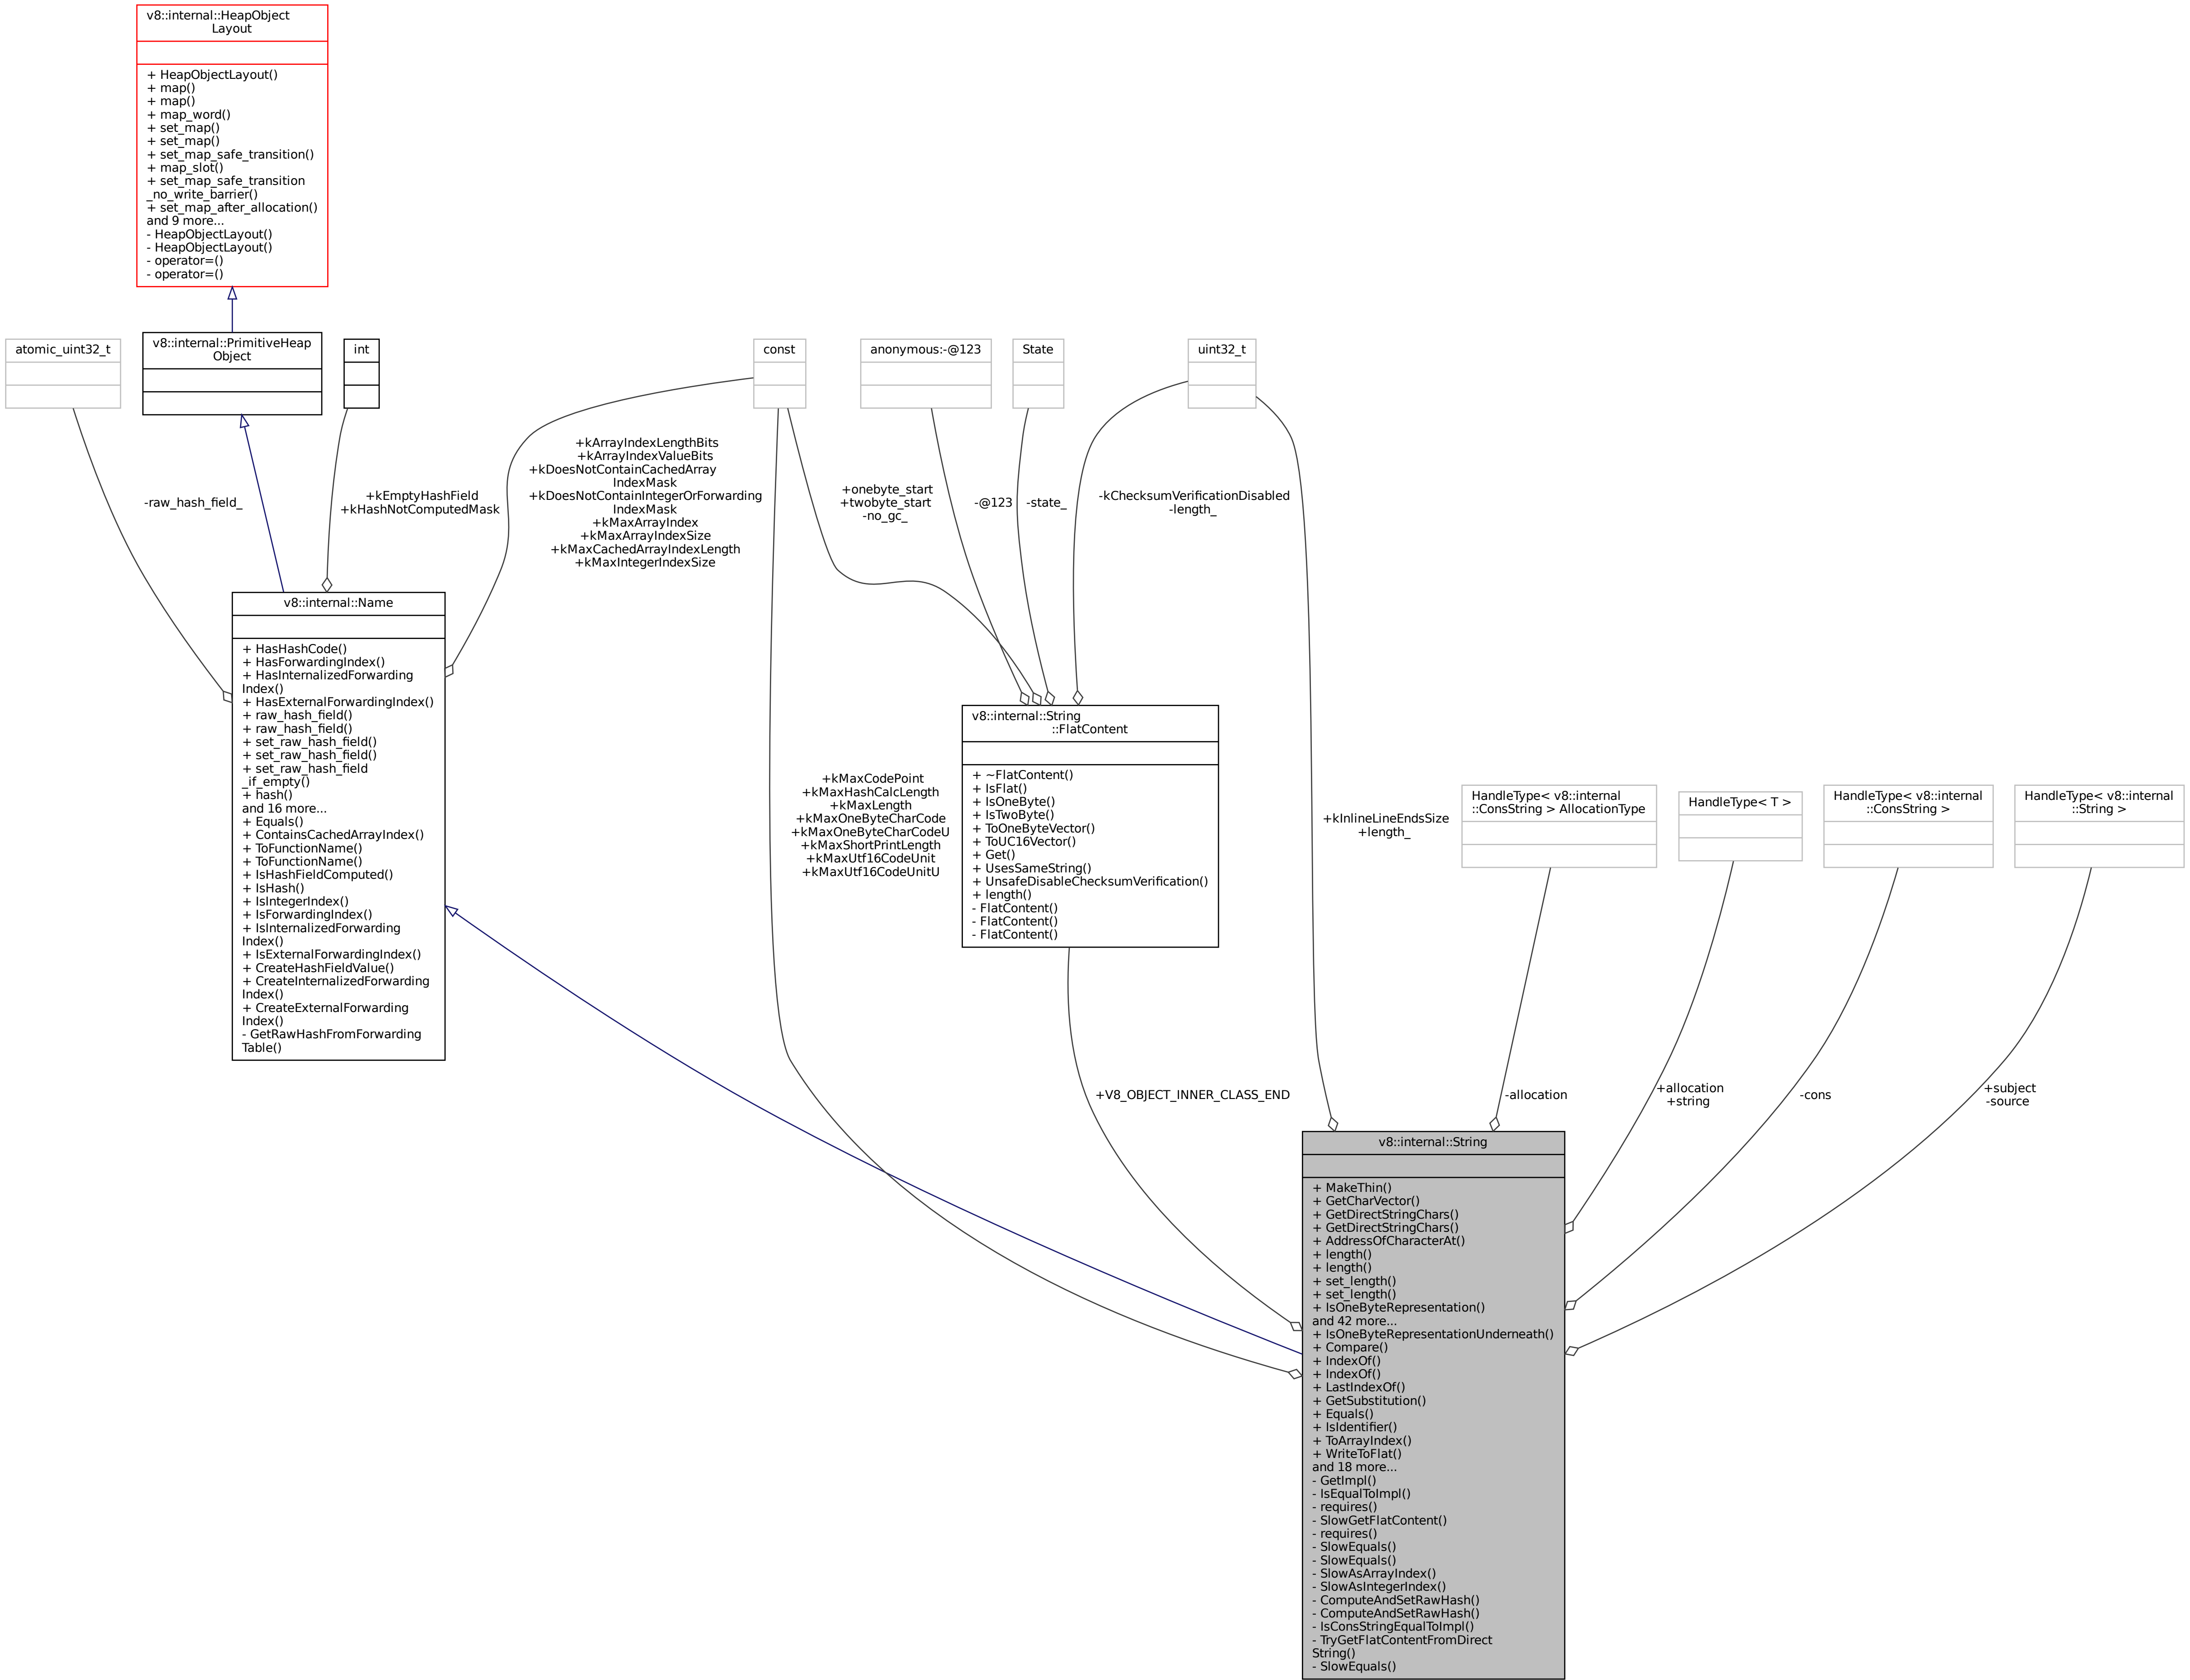 v8::internal::HeapObject
Layout
+ HeapObjectLayout()
+ map()
+ map()
+ map_word()
+ set_map()
+ set_map()
+ set_map_safe_transition()
+ map_slot()
+ set_map_safe_transition
_no_write_barrier()
+ set_map_after_allocation()
and 9 more...
- HeapObjectLayout()
- HeapObjectLayout()
- operator=()
- operator=()
atomic_uint32_t
v8::internal::PrimitiveHeap
Object
int
const
anonymous:-@123
State
uint32_t
-raw_hash_field_
+kEmptyHashField
+kHashNotComputedMask
+kArrayIndexLengthBits
+kArrayIndexValueBits
+kDoesNotContainCachedArray
IndexMask
+kDoesNotContainIntegerOrForwarding
IndexMask
+kMaxArrayIndex
+kMaxArrayIndexSize
+kMaxCachedArrayIndexLength
+kMaxIntegerIndexSize
+onebyte_start
+twobyte_start
-no_gc_
-@123
-state_
-kChecksumVerificationDisabled
-length_
v8::internal::Name
+ HasHashCode()
+ HasForwardingIndex()
+ HasInternalizedForwarding
Index()
+ HasExternalForwardingIndex()
+ raw_hash_field()
+ raw_hash_field()
+ set_raw_hash_field()
+ set_raw_hash_field()
+ set_raw_hash_field
_if_empty()
+ hash()
and 16 more...
+ Equals()
+ ContainsCachedArrayIndex()
+ ToFunctionName()
+ ToFunctionName()
+ IsHashFieldComputed()
+ IsHash()
+ IsIntegerIndex()
+ IsForwardingIndex()
+ IsInternalizedForwarding
Index()
+ IsExternalForwardingIndex()
+ CreateHashFieldValue()
+ CreateInternalizedForwarding
Index()
+ CreateExternalForwarding
Index()
- GetRawHashFromForwarding
Table()
+kMaxCodePoint
+kMaxHashCalcLength
+kMaxLength
+kMaxOneByteCharCode
+kMaxOneByteCharCodeU
+kMaxShortPrintLength
+kMaxUtf16CodeUnit
+kMaxUtf16CodeUnitU
v8::internal::String
::FlatContent
+ ~FlatContent()
+ IsFlat()
+ IsOneByte()
+ IsTwoByte()
+ ToOneByteVector()
+ ToUC16Vector()
+ Get()
+ UsesSameString()
+ UnsafeDisableChecksumVerification()
+ length()
- FlatContent()
- FlatContent()
- FlatContent()
+kInlineLineEndsSize
+length_
HandleType< v8::internal
::ConsString > AllocationType
HandleType< T >
HandleType< v8::internal
::ConsString >
HandleType< v8::internal
::String >
+V8_OBJECT_INNER_CLASS_END
-allocation
+allocation
+string
-cons
+subject
-source
v8::internal::String
+ MakeThin()
+ GetCharVector()
+ GetDirectStringChars()
+ GetDirectStringChars()
+ AddressOfCharacterAt()
+ length()
+ length()
+ set_length()
+ set_length()
+ IsOneByteRepresentation()
and 42 more...
+ IsOneByteRepresentationUnderneath()
+ Compare()
+ IndexOf()
+ IndexOf()
+ LastIndexOf()
+ GetSubstitution()
+ Equals()
+ IsIdentifier()
+ ToArrayIndex()
+ WriteToFlat()
and 18 more...
- GetImpl()
- IsEqualToImpl()
- requires()
- SlowGetFlatContent()
- requires()
- SlowEquals()
- SlowEquals()
- SlowAsArrayIndex()
- SlowAsIntegerIndex()
- ComputeAndSetRawHash()
- ComputeAndSetRawHash()
- IsConsStringEqualToImpl()
- TryGetFlatContentFromDirect
String()
- SlowEquals()